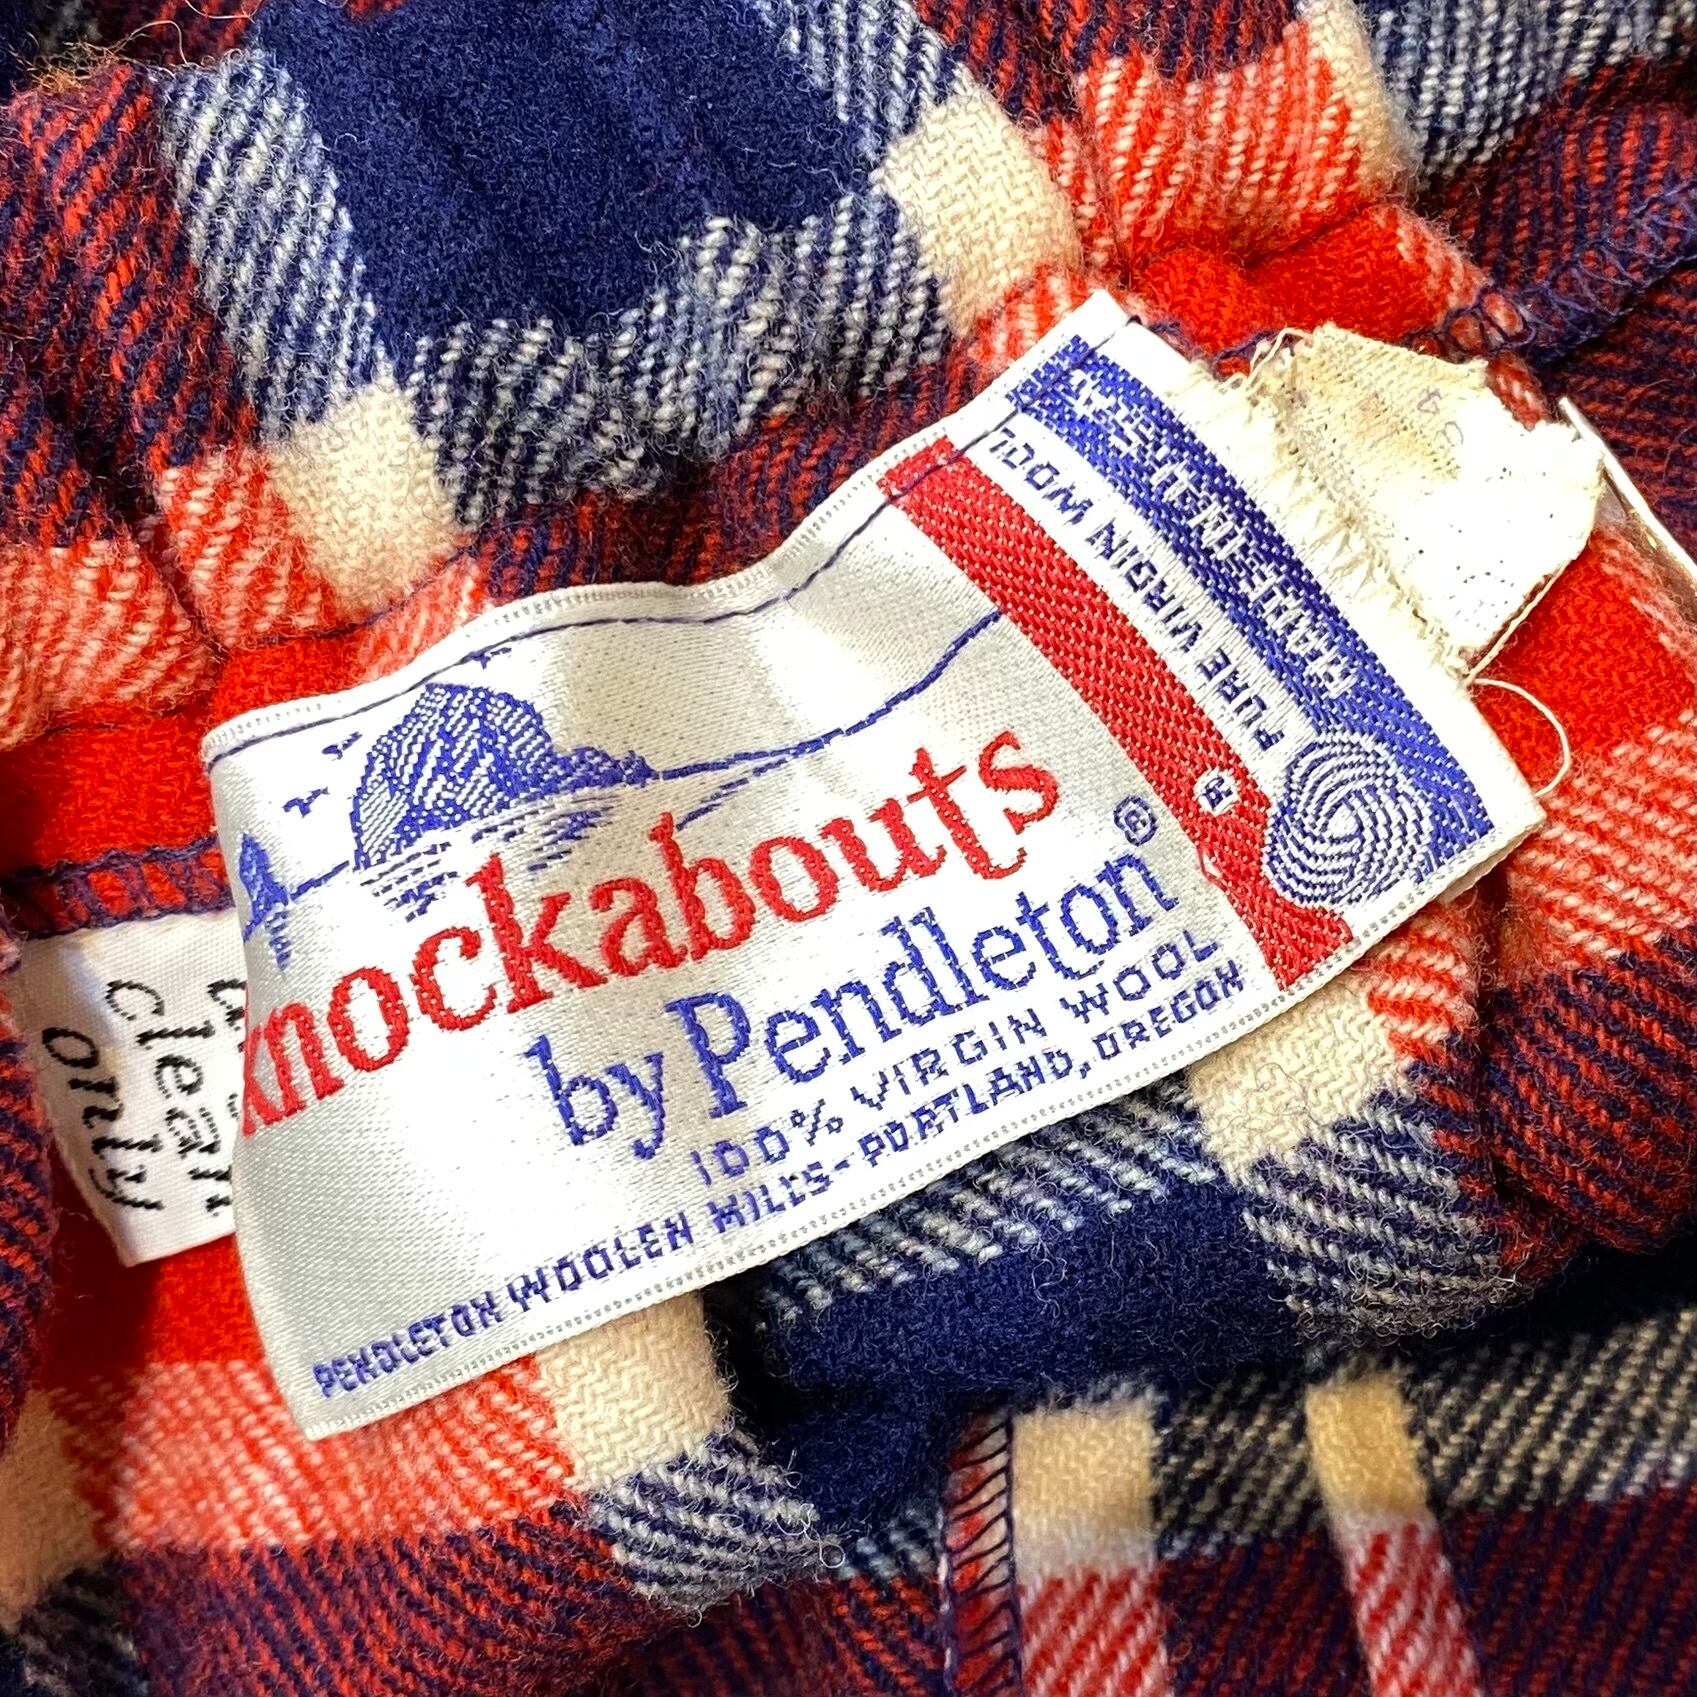 knockabouts
by Pendleton®
100% VIRGIN WOOL
PENDLETON WOOLEN MILLS-PORTLAND, OREGON
PURE VIRGIN WOOL
®
clean
only